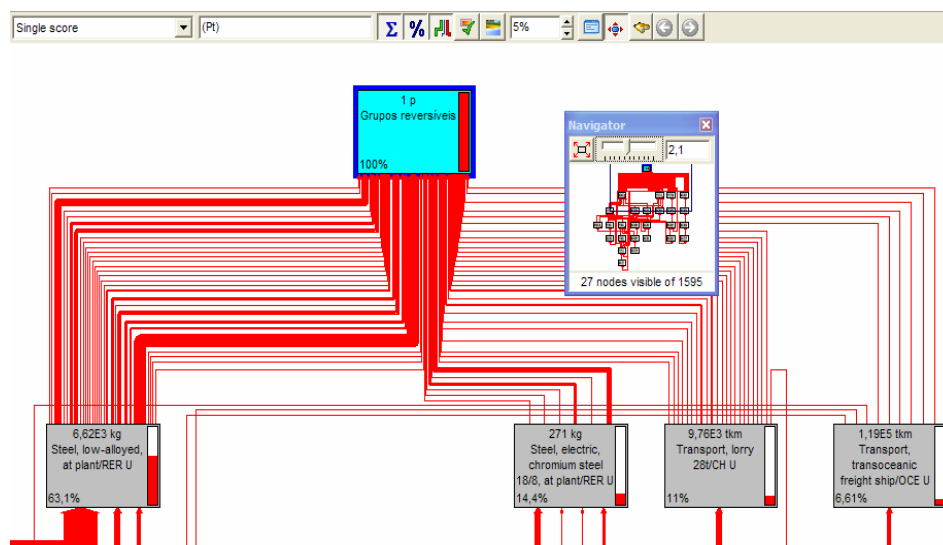 Single score
(Pt)
Σ
%
5%
1 p
Grupos reversíveis
100%
Navigator
2,1
27 nodes visible of 1595
6,62E3 kg
Steel, low-alloyed,
at plant/RER U
63,1%
271 kg
Steel, electric,
chromium steel
18/8, at plant/RER U
14,4%
9,76E3 tkm
Transport, lorry
28t/CH U
11%
1,19E5 tkm
Transport,
transoceanic
freight ship/OCE U
6,61%